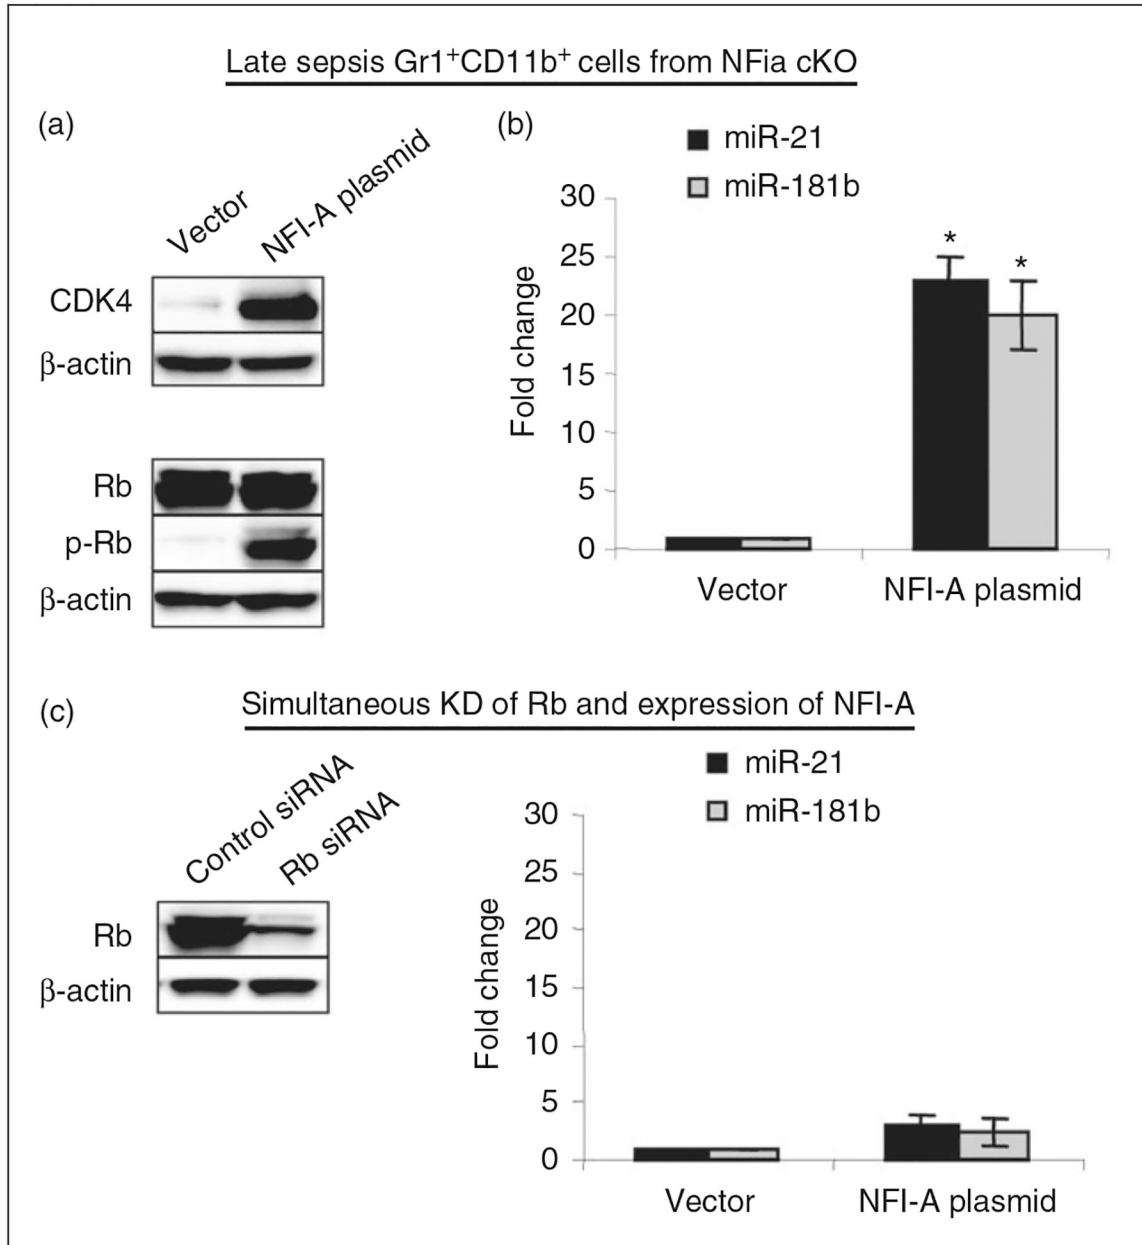 Late sepsis Gr1⁺CD11b⁺ cells from NFia cKO
(a)
Vector
NFI-A plasmid
CDK4
β-actin
Rb
p-Rb
β-actin
(b)
miR-21
miR-181b
Fold change
30
25
20
15
10
5
0
*
*
Vector
NFI-A plasmid
(c)
Simultaneous KD of Rb and expression of NFI-A
Control siRNA
Rb siRNA
Rb
β-actin
miR-21
miR-181b
Fold change
30
25
20
15
10
5
0
Vector
NFI-A plasmid